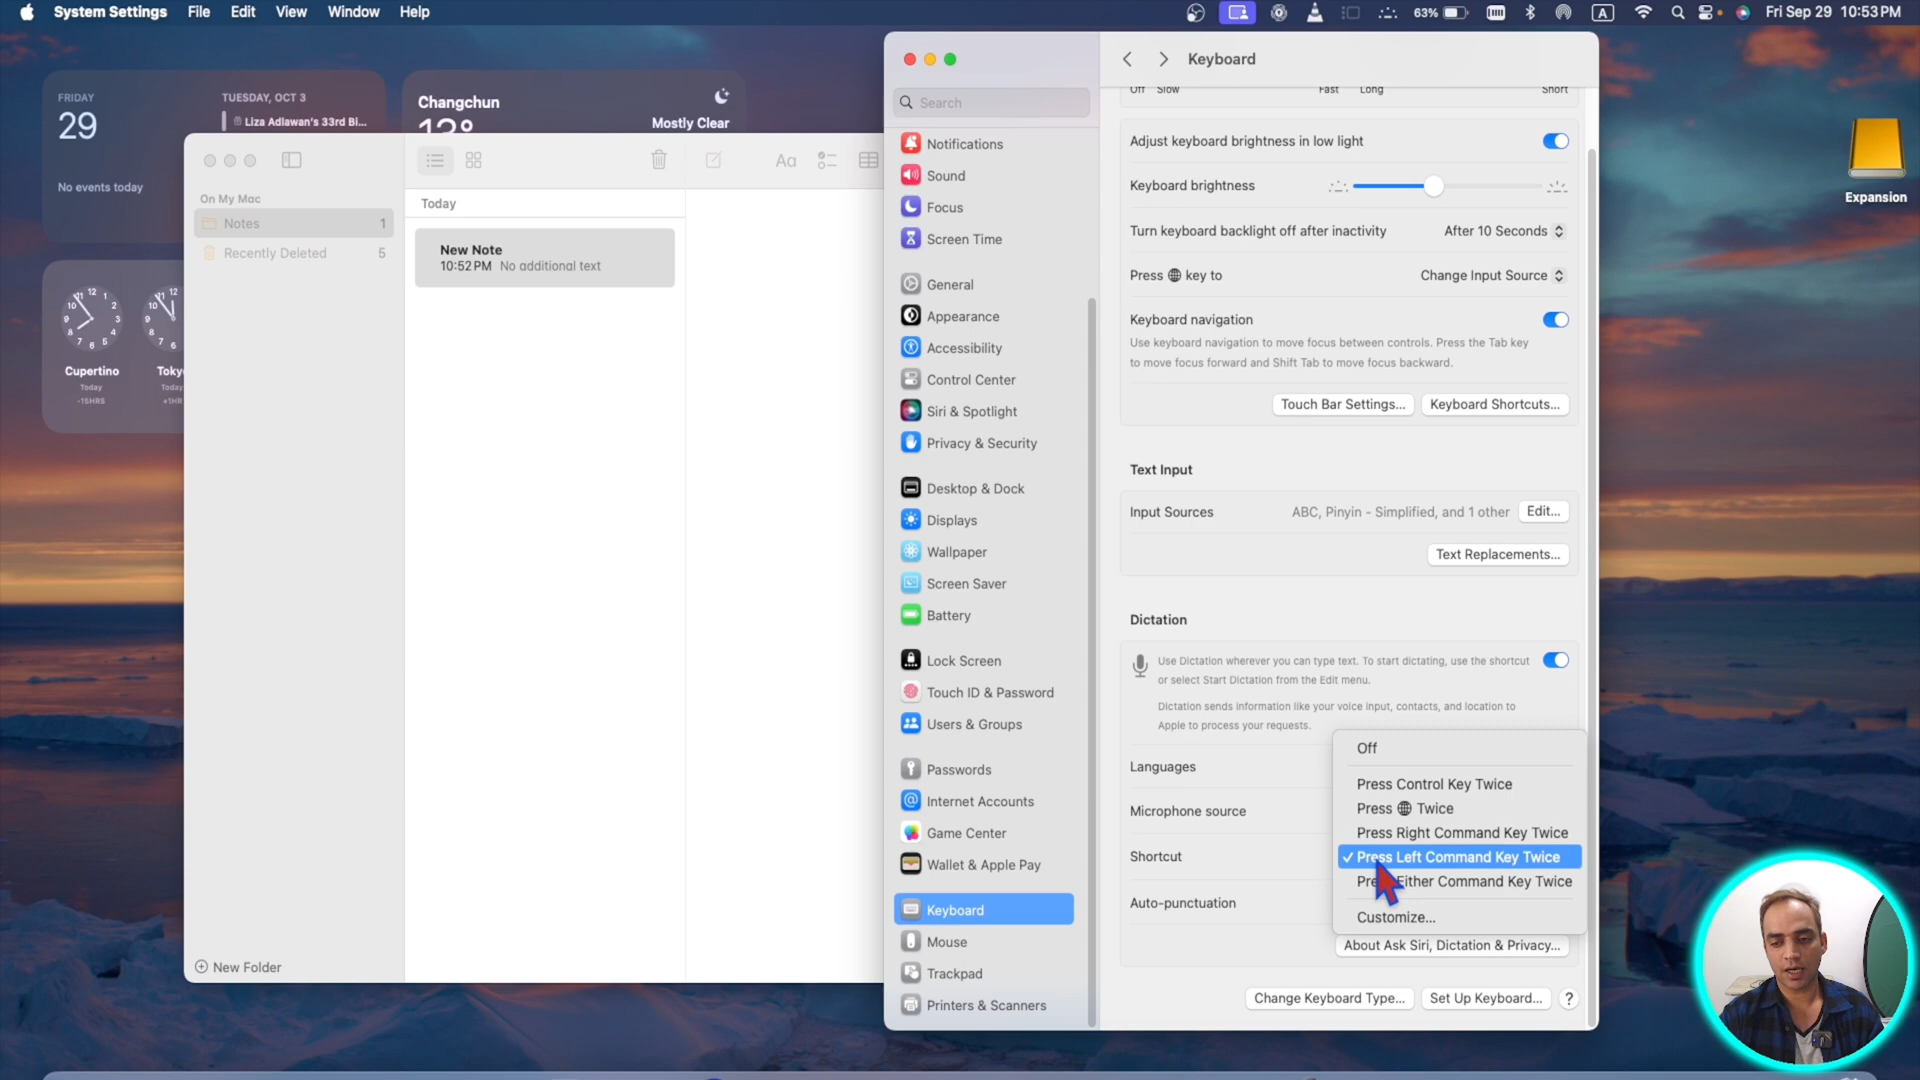 System Settings File Edit View Window Help
63% A Fri Sep 29 10:53 PM
FRIDAY
29
No events today
TUESDAY, OCT 3
Liza Adlawan's 33rd Bi...
Changchun
Mostly Clear
Cupertino
Today
-15HRS
Toky
Today
+1HR
Expansion
On My Mac
Notes 1
Recently Deleted 5
New Folder
Aa
Today
New Note
10:52 PM No additional text
Search
Notifications
Sound
Focus
Screen Time
General
Appearance
Accessibility
Control Center
Siri & Spotlight
Privacy & Security
Desktop & Dock
Displays
Wallpaper
Screen Saver
Battery
Lock Screen
Touch ID & Password
Users & Groups
Passwords
Internet Accounts
Game Center
Wallet & Apple Pay
Keyboard
Mouse
Trackpad
Printers & Scanners
Keyboard
Off Slow Fast Long Short
Adjust keyboard brightness in low light
Keyboard brightness
Turn keyboard backlight off after inactivity After 10 Seconds
Press key to Change Input Source
Keyboard navigation
Use keyboard navigation to move focus between controls. Press the Tab key
to move focus forward and Shift Tab to move focus backward.
Touch Bar Settings... Keyboard Shortcuts...
Text Input
Input Sources ABC, Pinyin - Simplified, and 1 other Edit...
Text Replacements...
Dictation
Use Dictation wherever you can type text. To start dictating, use the shortcut
or select Start Dictation from the Edit menu.
Dictation sends information like your voice input, contacts, and location to
Apple to process your requests.
Languages
Microphone source
Shortcut
Auto-punctuation
Off
Press Control Key Twice
Press Twice
Press Right Command Key Twice
✓ Press Left Command Key Twice
Either Command Key Twice
Customize...
About Ask Siri, Dictation & Privacy...
Change Keyboard Type... Set Up Keyboard... ?